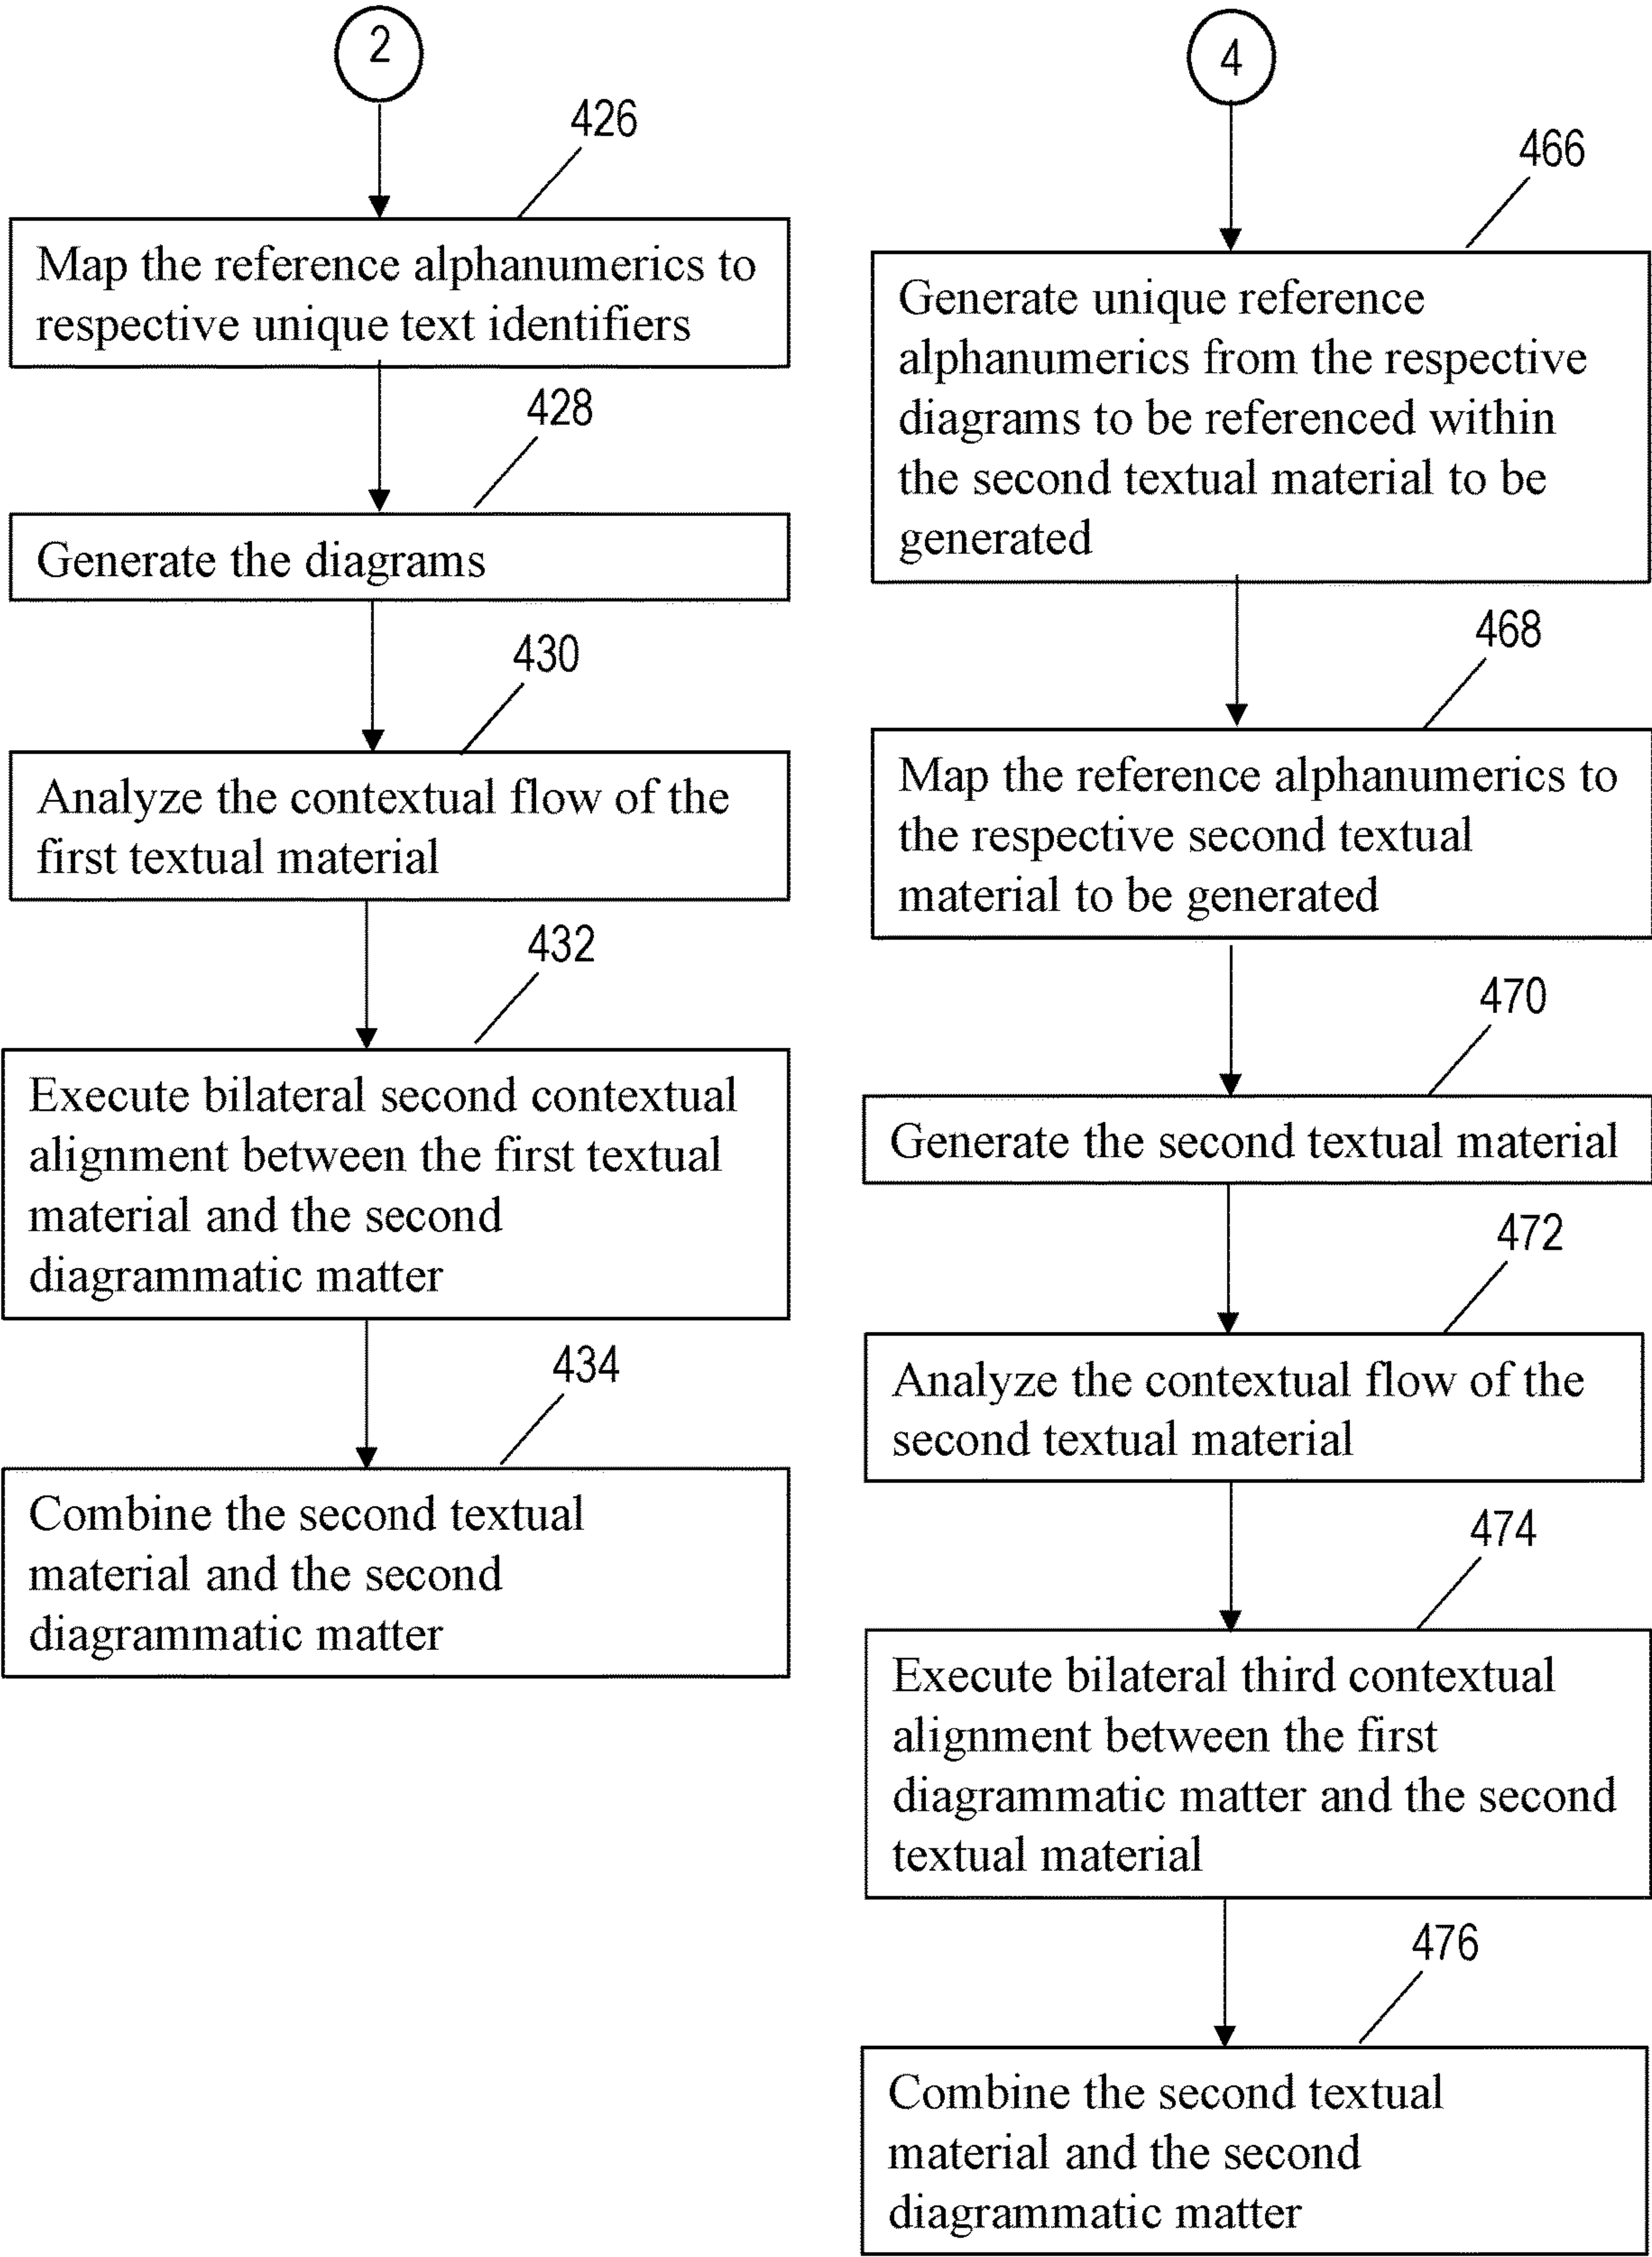 2
426
Map the reference alphanumerics to
respective unique text identifiers
428
Generate the diagrams
430
Analyze the contextual flow of the
first textual material
432
Execute bilateral second contextual
alignment between the first textual
material and the second
diagrammatic matter
434
Combine the second textual
material and the second
diagrammatic matter
4
466
Generate unique reference
alphanumerics from the respective
diagrams to be referenced within
the second textual material to be
generated
468
Map the reference alphanumerics to
the respective second textual
material to be generated
470
Generate the second textual material
472
Analyze the contextual flow of the
second textual material
474
Execute bilateral third contextual
alignment between the first
diagrammatic matter and the second
textual material
476
Combine the second textual
material and the second
diagrammatic matter